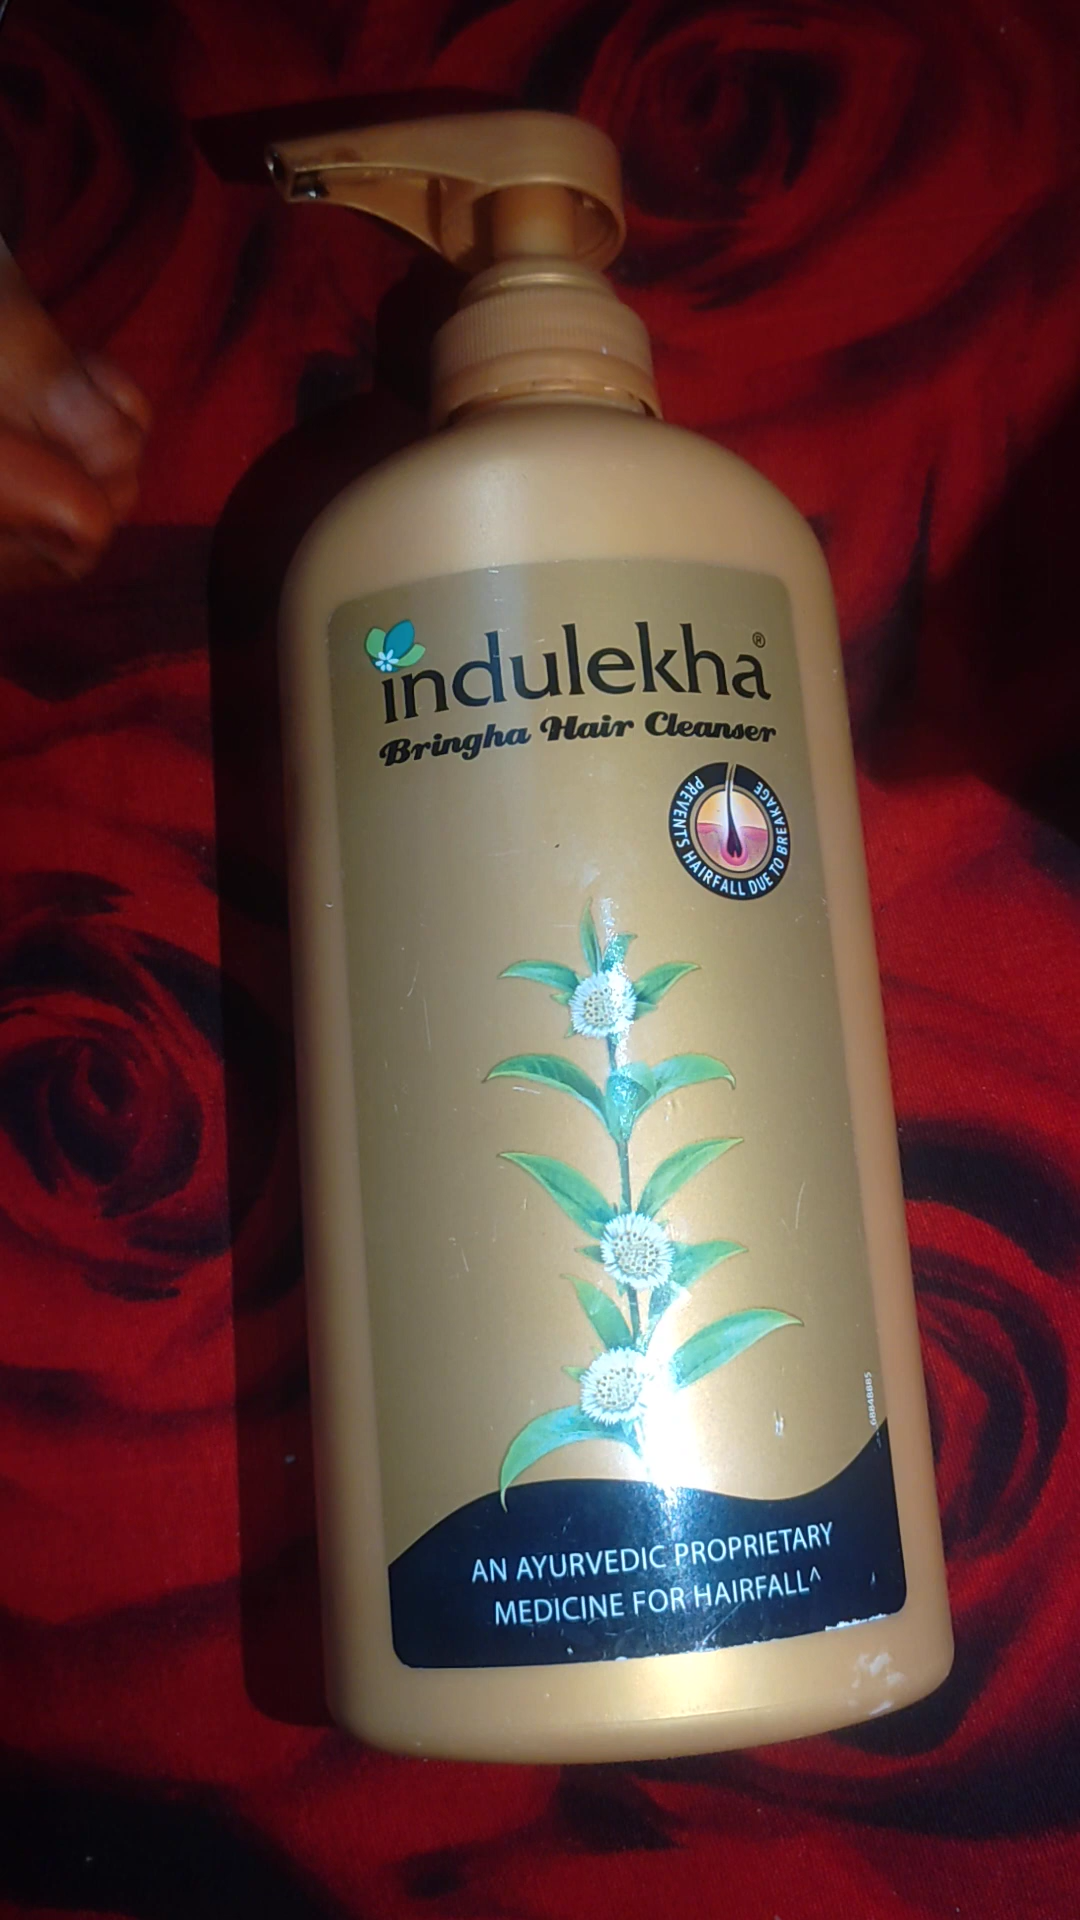 indulekha®
Bringha Hair Cleanser
PREVENTS HAIRFALL DUE TO BREAKAGE
AN AYURVEDIC PROPRIETARY
MEDICINE FOR HAIRFALL^